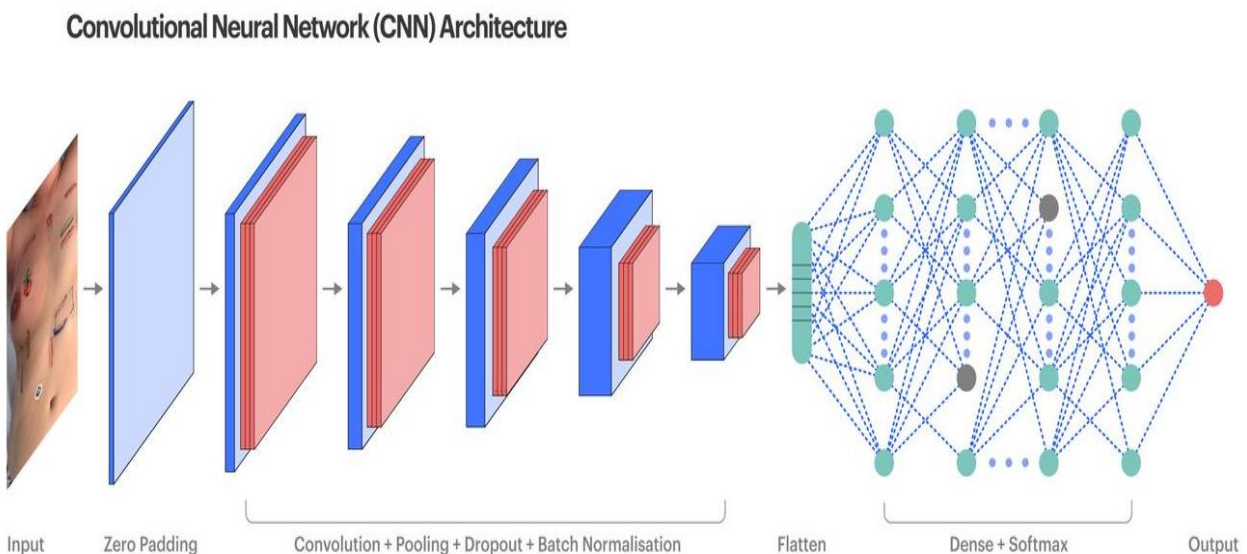 Convolutional Neural Network (CNN) Architecture
Input
Zero Padding
Convolution + Pooling + Dropout + Batch Normalisation
Flatten
Dense + Softmax
Output